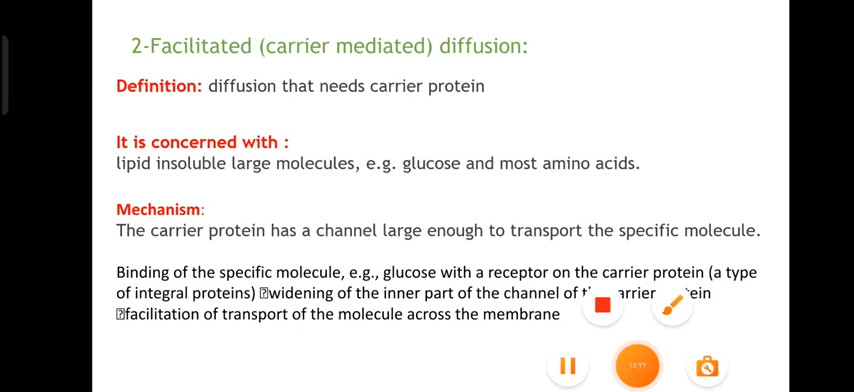 2-Facilitated (carrier mediated) diffusion:
Definition: diffusion that needs carrier protein
It is concerned with :
lipid insoluble large molecules, e.g. glucose and most amino acids.
Mechanism:
The carrier protein has a channel large enough to transport the specific molecule.
Binding of the specific molecule, e.g., glucose with a receptor on the carrier protein (a type
of integral proteins) widening of the inner part of the channel of
facilitation of transport of the molecule across the membrane